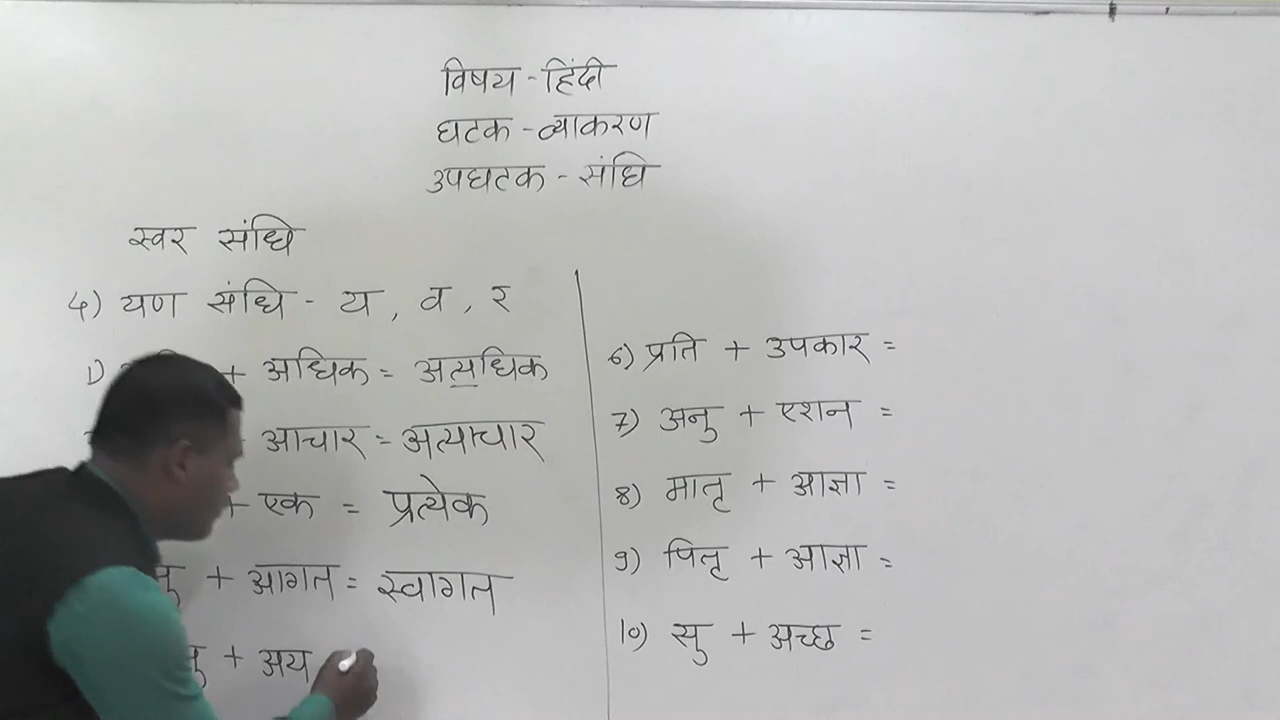 विषय - हिंदी
घटक - व्याकरण
उपघटक - संधि
स्वर संधि
4) यण संधि - य, व, र
1) + अधिक = अत्यधिक
+ आचार = अत्याचार
+ एक = प्रत्येक
+ आगत = स्वागत
+ अय
6) प्रति + उपकार =
7) अनु + एशन =
8) मातृ + आज्ञा =
9) पितृ + आज्ञा =
10) सु + अच्छ =